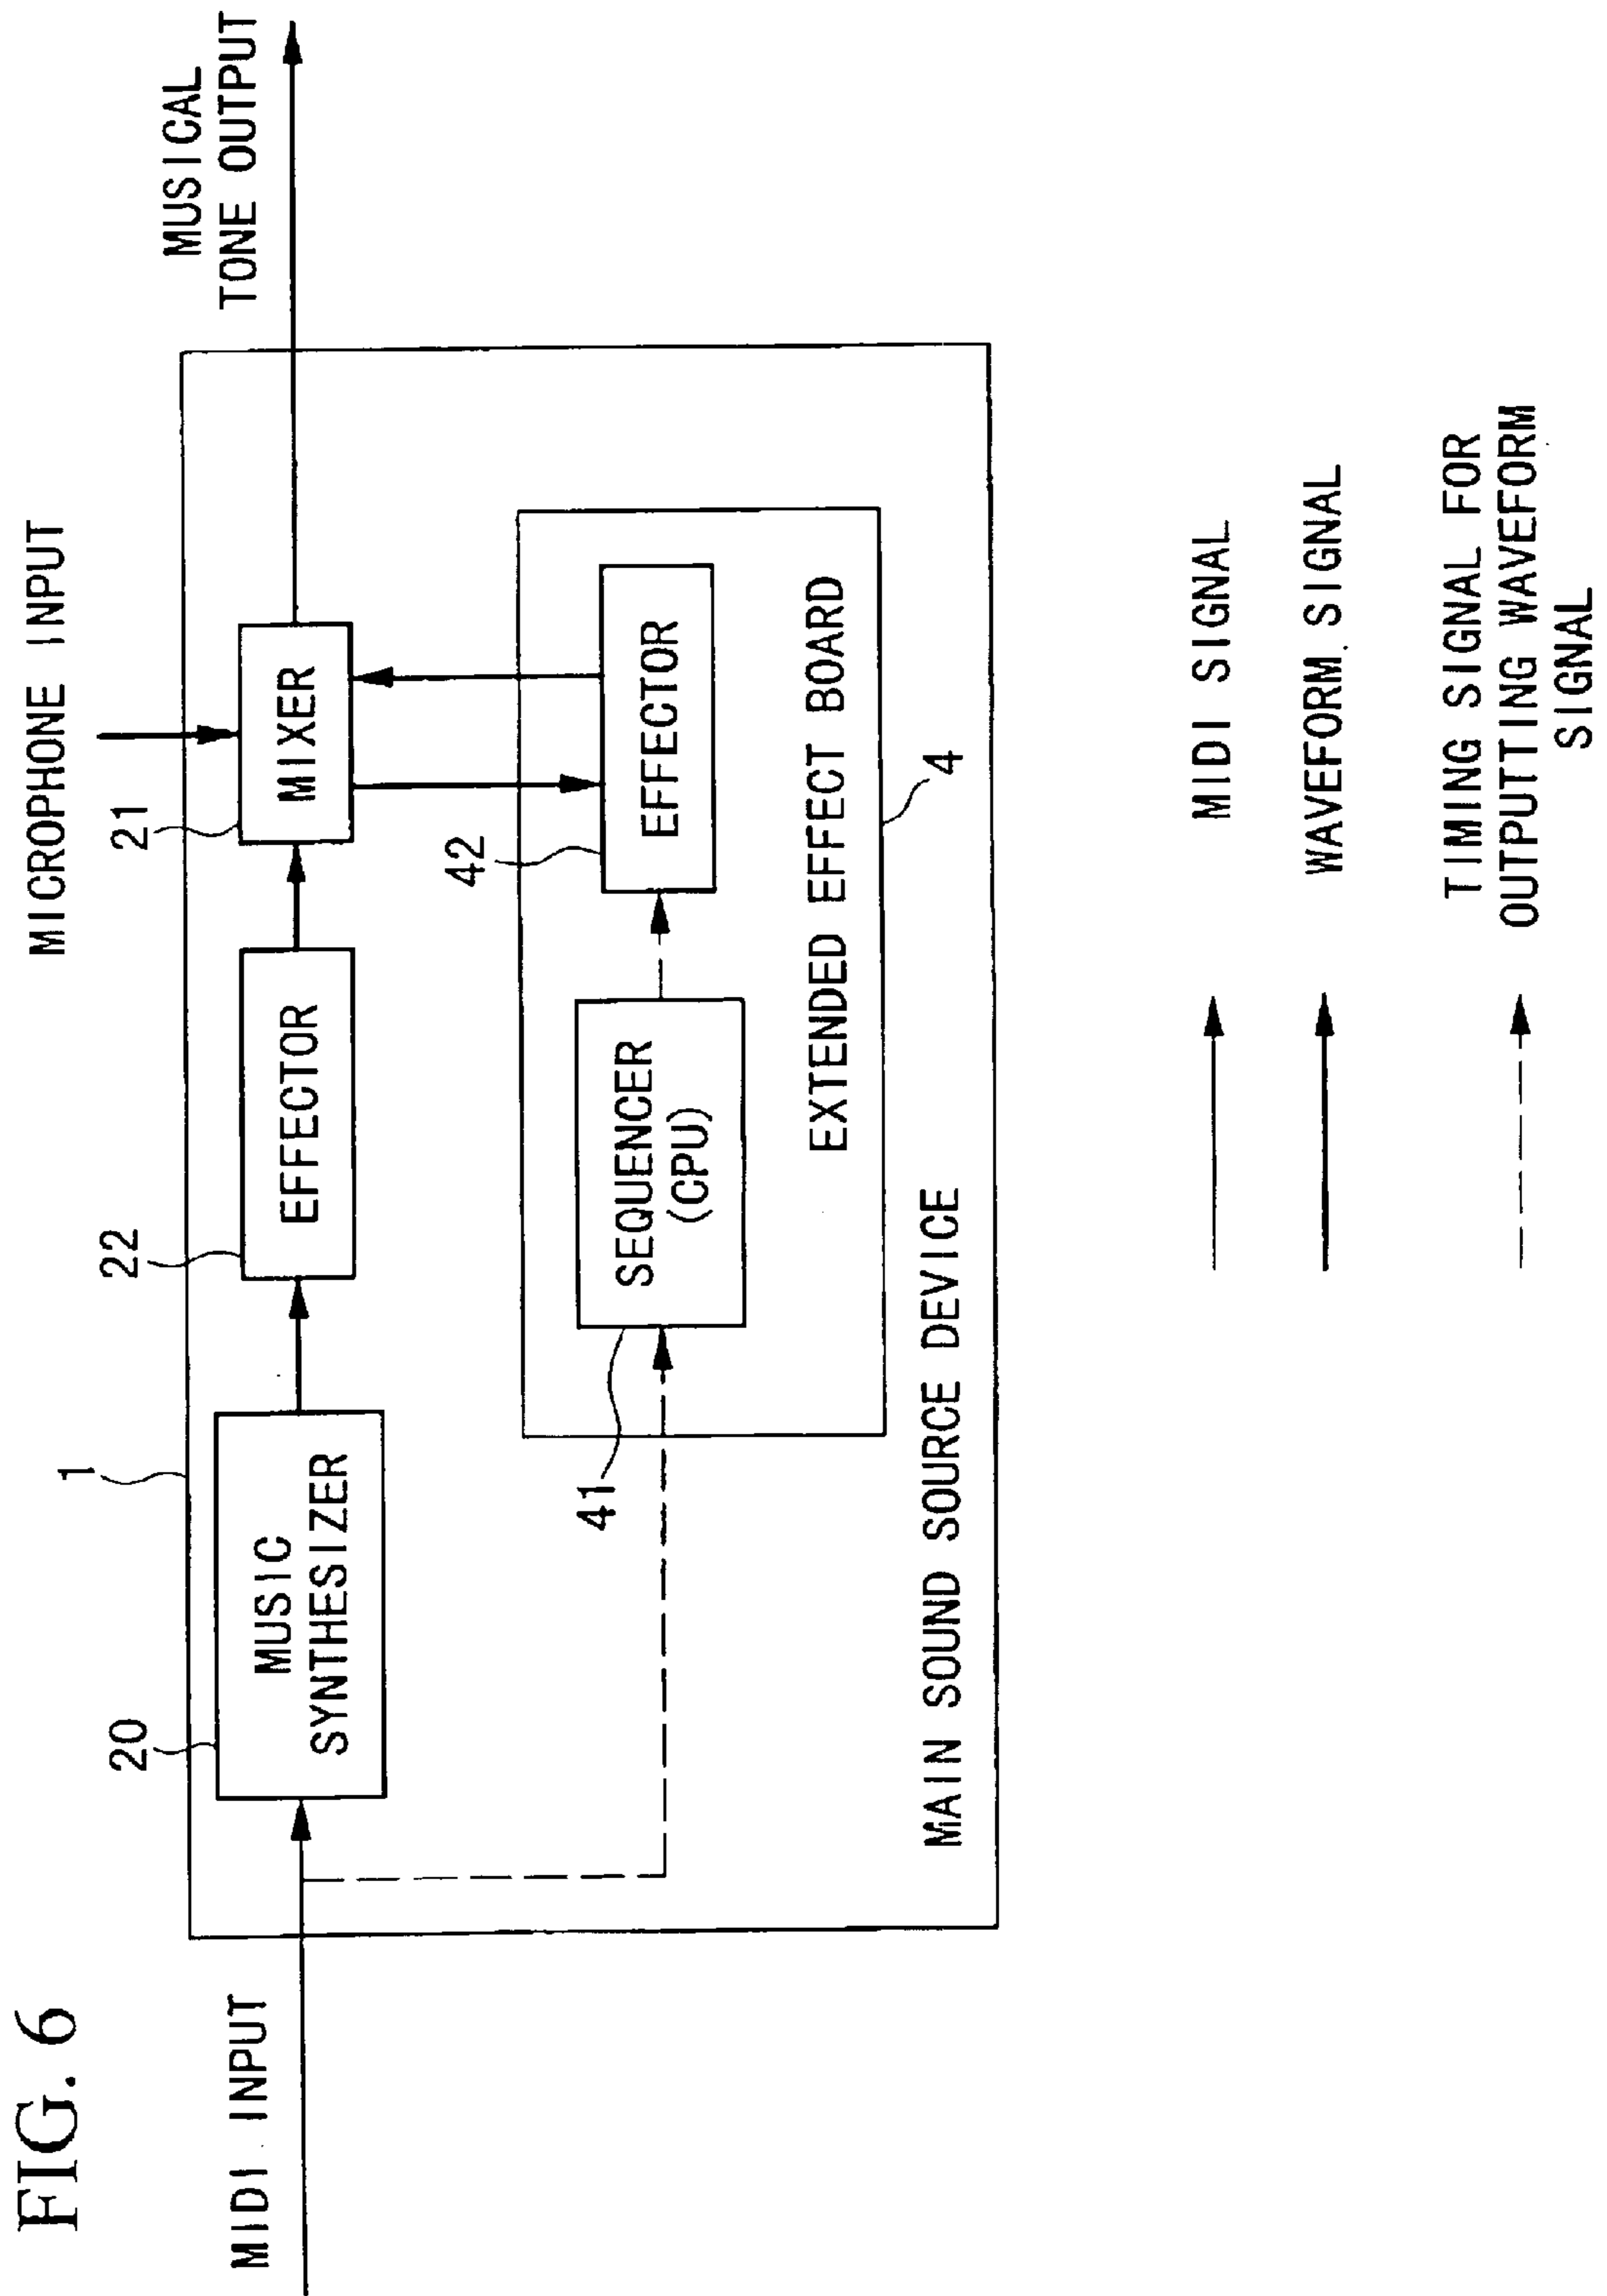 FIG. 6
MIDI INPUT
MICROPHONE INPUT
MUSICAL
TONE OUTPUT
1
20
MUSIC
SYNTHESIZER
22
EFFECTOR
21
MIXER
41
SEQUENCER
(CPU)
42
EFFECTOR
EXTENDED EFFECT BOARD
4
MAIN SOUND SOURCE DEVICE
MIDI SIGNAL
WAVEFORM SIGNAL
TIMING SIGNAL FOR
OUTPUTTING WAVEFORM
SIGNAL